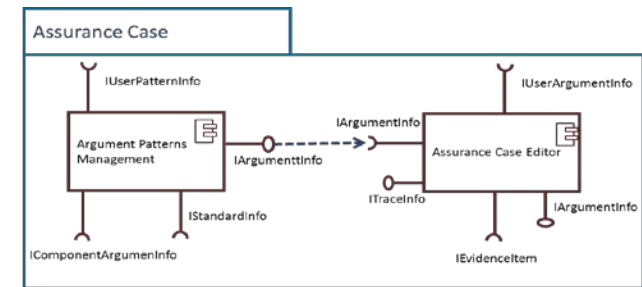 Assurance Case
IUserPatternInfo
IUserArgumentInfo
IArgumentInfo
Argument Patterns
Management
IArgumenttInfo
Assurance Case Editor
ITraceInfo
IStandardInfo
IArgumentInfo
IComponentArgumenInfo
IEvidenceItem